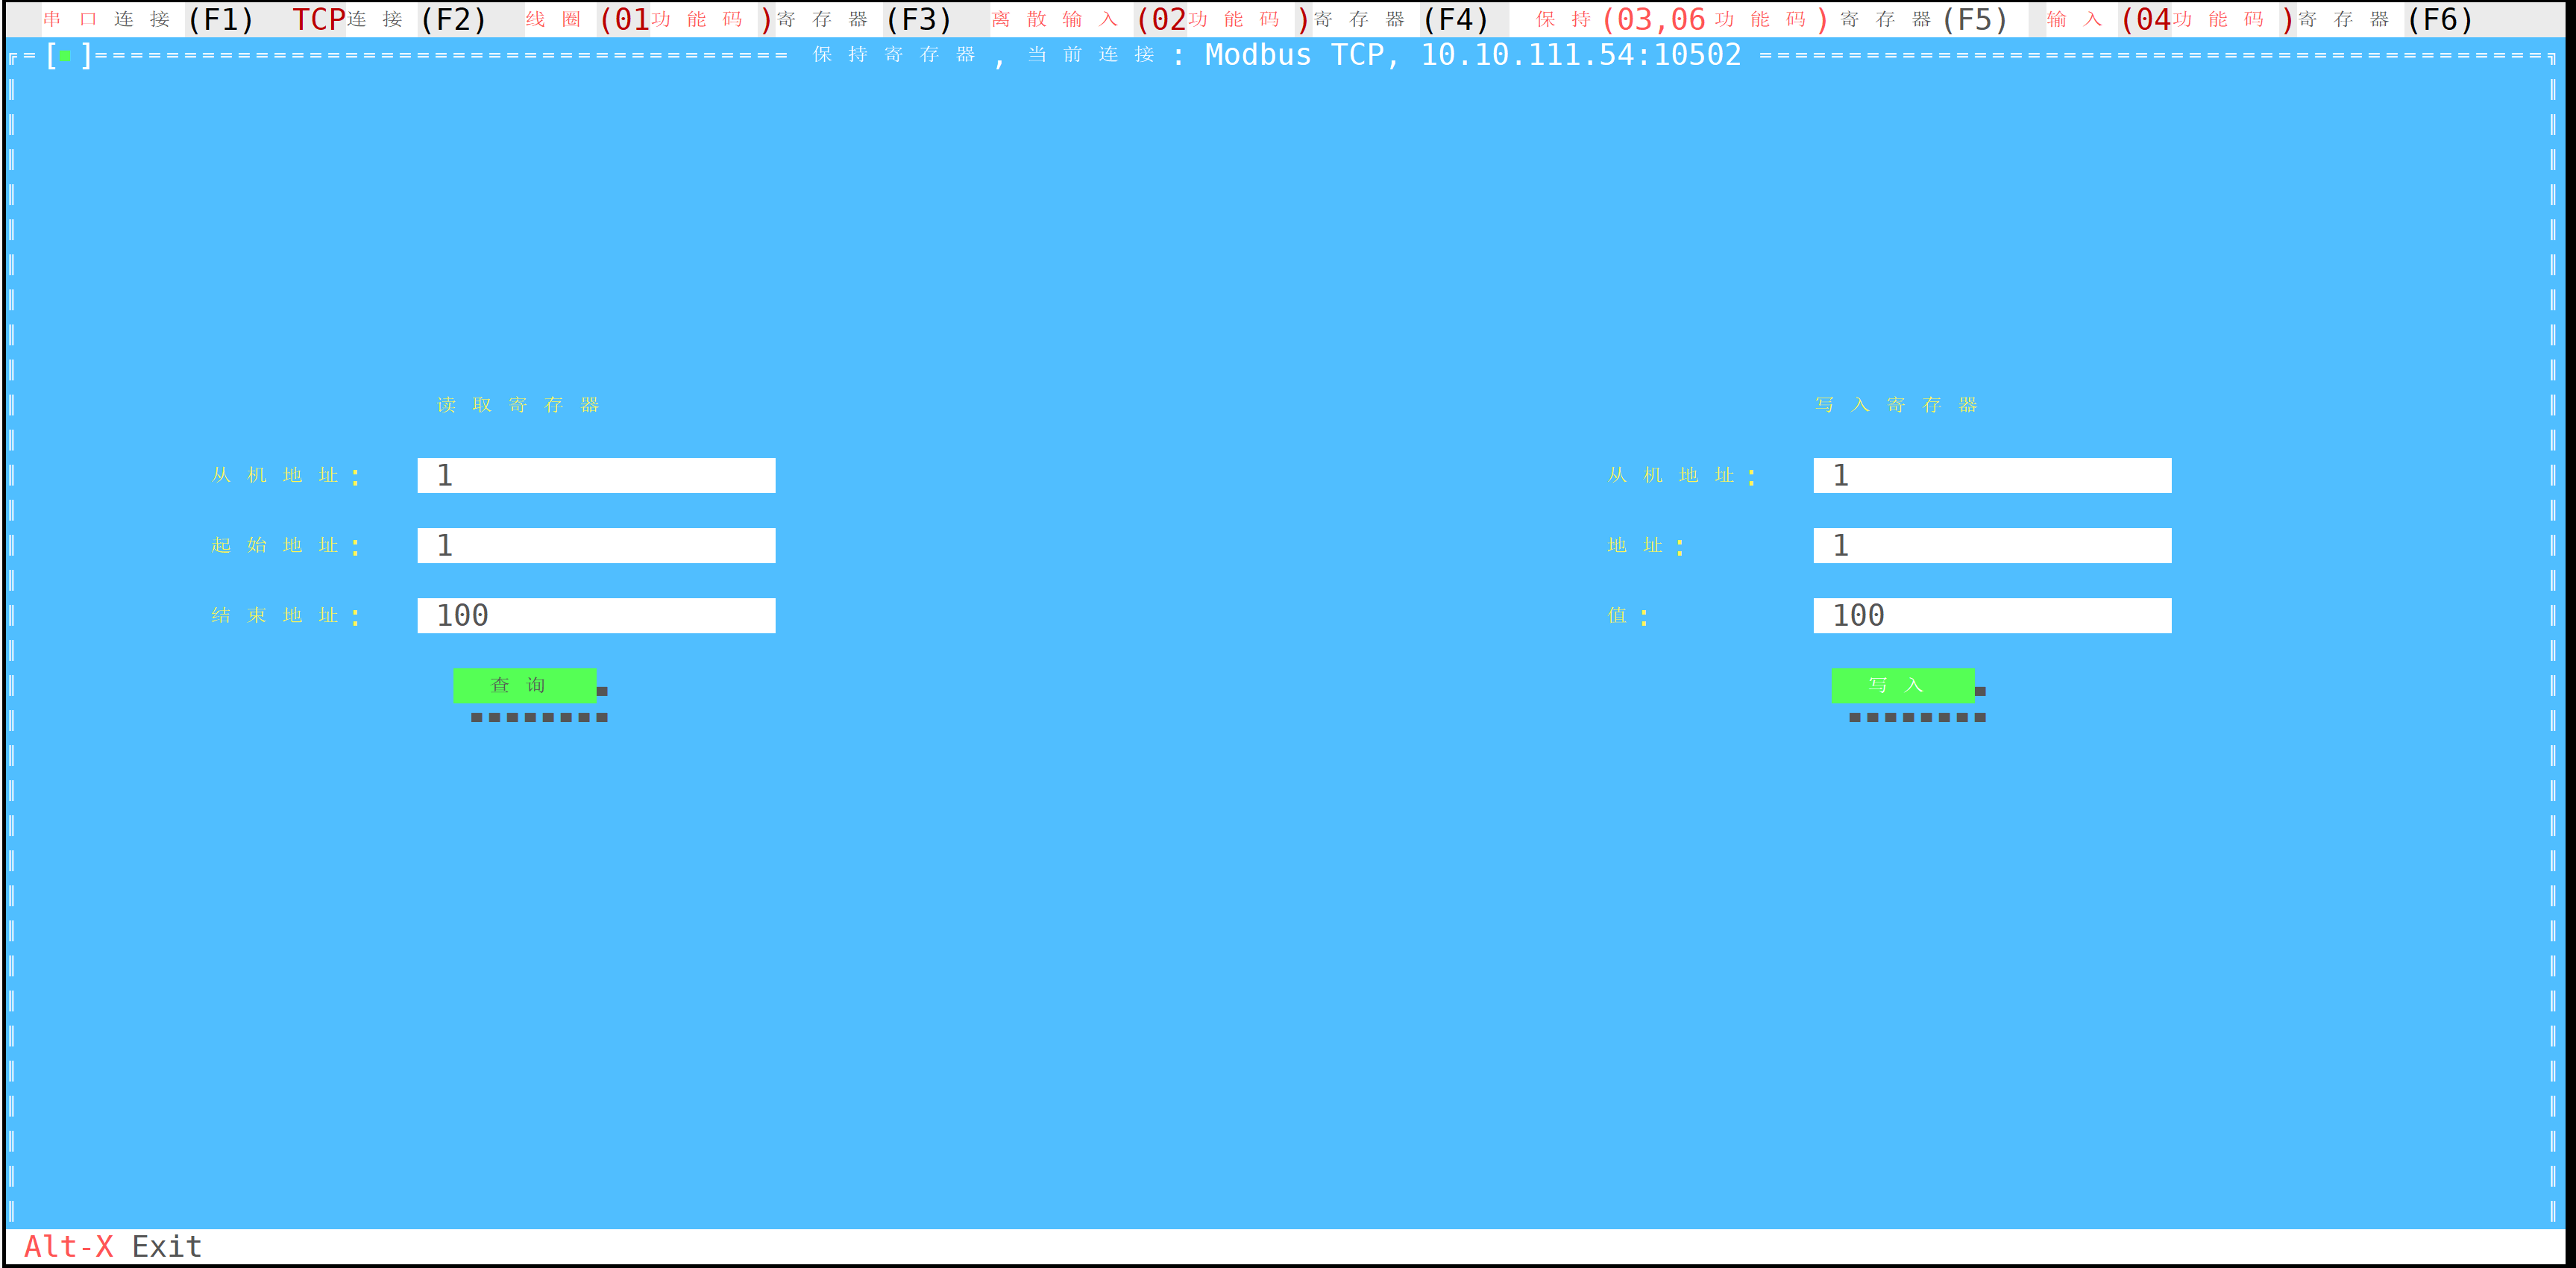 串口连接(F1) TCP连接(F2) 线圈(01功能码)寄存器(F3) 离散输入(02功能码)寄存器(F4) 保持(03,06功能码)寄存器(F5) 输入(04功能码)寄存器(F6)
保持寄存器, 当前连接: Modbus TCP, 10.10.111.54:10502
读取寄存器 写入寄存器
从机地址: 1 从机地址: 1
起始地址: 1 地址: 1
结束地址: 100 值: 100
查询 写入
Alt-X Exit